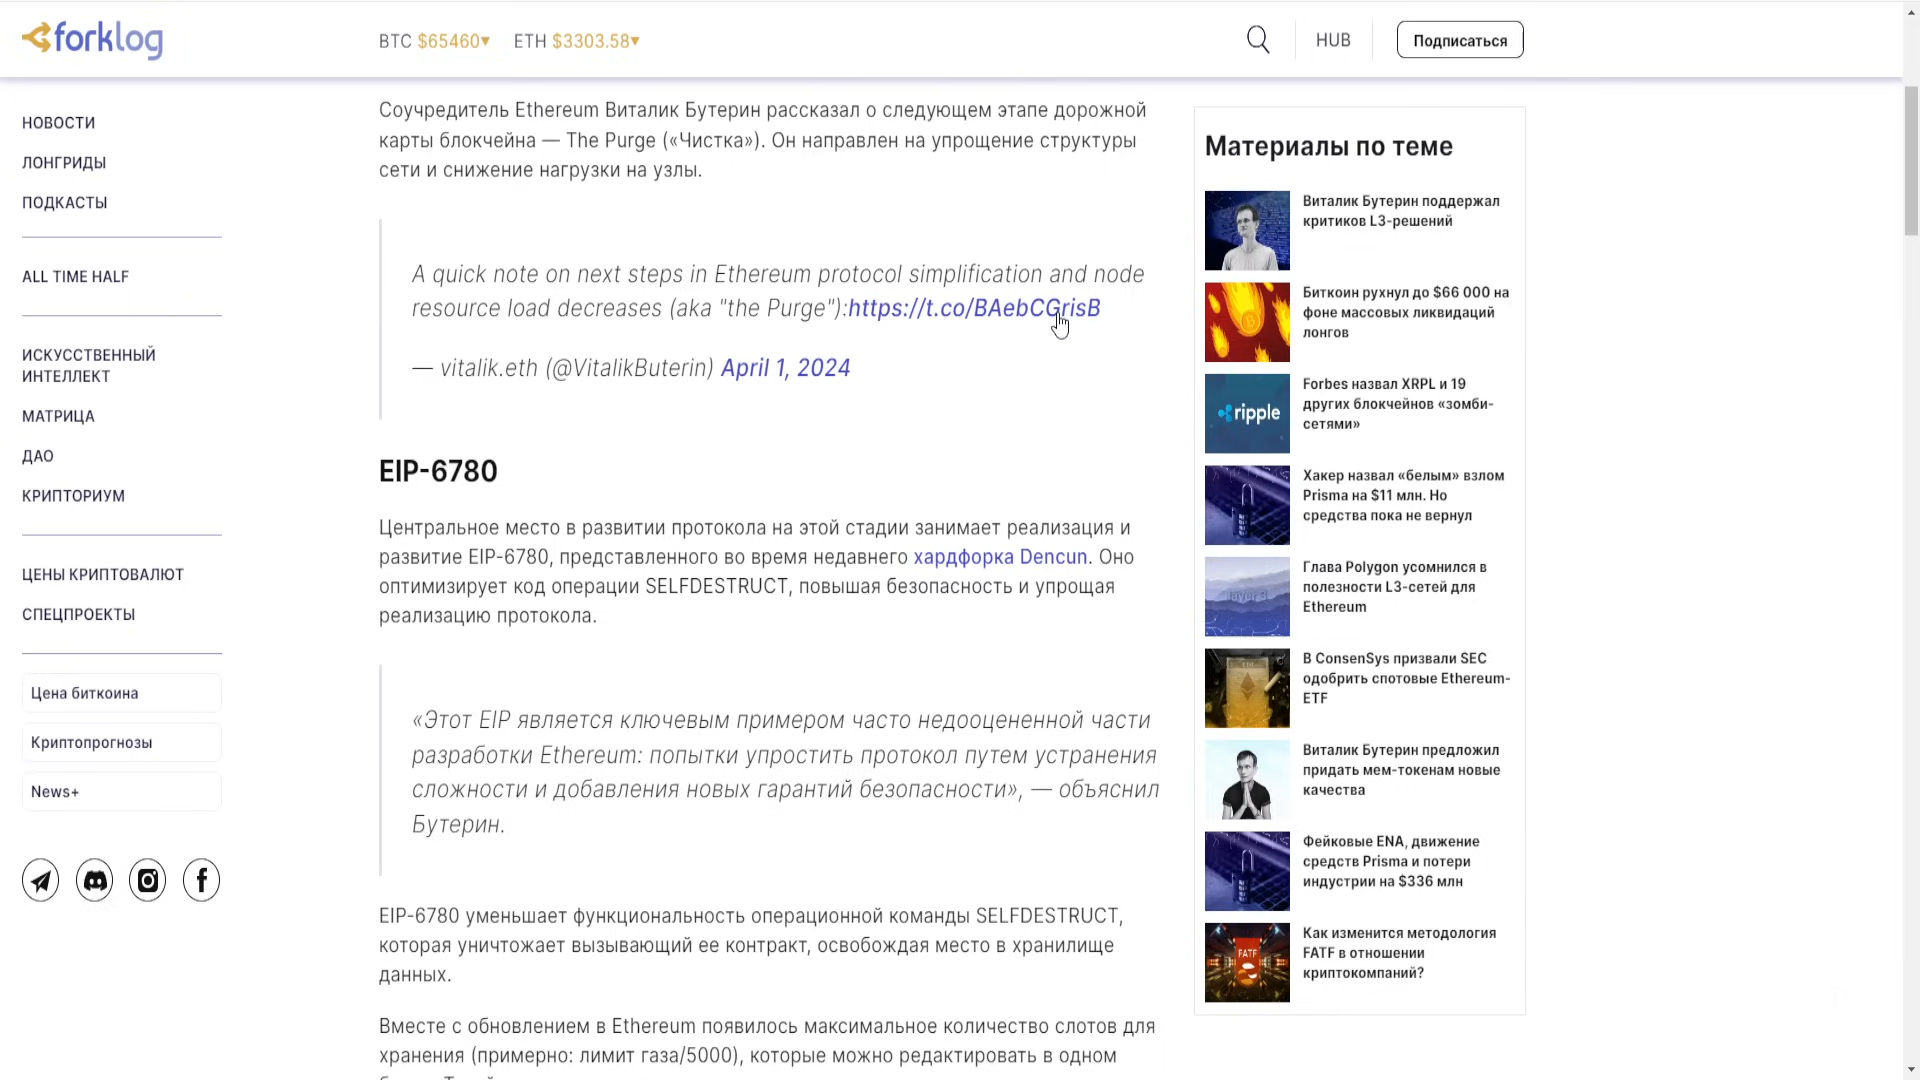 forklog
BTC $65460▾ ETH $3303.58▾
HUB
Подписаться
НОВОСТИ
ЛОНГРИДЫ
ПОДКАСТЫ
ALL TIME HALF
ИСКУССТВЕННЫЙ
ИНТЕЛЛЕКТ
МАТРИЦА
ДАО
КРИПТОРИУМ
ЦЕНЫ КРИПТОВАЛЮТ
СПЕЦПРОЕКТЫ
Цена биткоина
Криптопрогнозы
News+
Соучредитель Ethereum Виталик Бутерин рассказал о следующем этапе дорожной
карты блокчейна — The Purge («Чистка»). Он направлен на упрощение структуры
сети и снижение нагрузки на узлы.
A quick note on next steps in Ethereum protocol simplification and node
resource load decreases (aka "the Purge"):https://t.co/BAebCGrisB
— vitalik.eth (@VitalikButerin) April 1, 2024
EIP-6780
Центральное место в развитии протокола на этой стадии занимает реализация и
развитие EIP-6780, представленного во время недавнего хардфорка Dencun. Оно
оптимизирует код операции SELFDESTRUCT, повышая безопасность и упрощая
реализацию протокола.
«Этот EIP является ключевым примером часто недооцененной части
разработки Ethereum: попытки упростить протокол путем устранения
сложности и добавления новых гарантий безопасности», — объяснил
Бутерин.
EIP-6780 уменьшает функциональность операционной команды SELFDESTRUCT,
которая уничтожает вызывающий ее контракт, освобождая место в хранилище
данных.
Вместе с обновлением в Ethereum появилось максимальное количество слотов для
хранения (примерно: лимит газа/5000), которые можно редактировать в одном
Материалы по теме
Виталик Бутерин поддержал
критиков L3-решений
Биткоин рухнул до $66 000 на
фоне массовых ликвидаций
лонгов
ripple
Forbes назвал XRPL и 19
других блокчейнов «зомби-
сетями»
Хакер назвал «белым» взлом
Prisma на $11 млн. Но
средства пока не вернул
layer 3
Глава Polygon усомнился в
полезности L3-сетей для
Ethereum
В ConsenSys призвали SEC
одобрить спотовые Ethereum-
ETF
Виталик Бутерин предложил
придать мем-токенам новые
качества
Фейковые ENA, движение
средств Prisma и потери
индустрии на $336 млн
FATF
Как изменится методология
FATF в отношении
криптокомпаний?